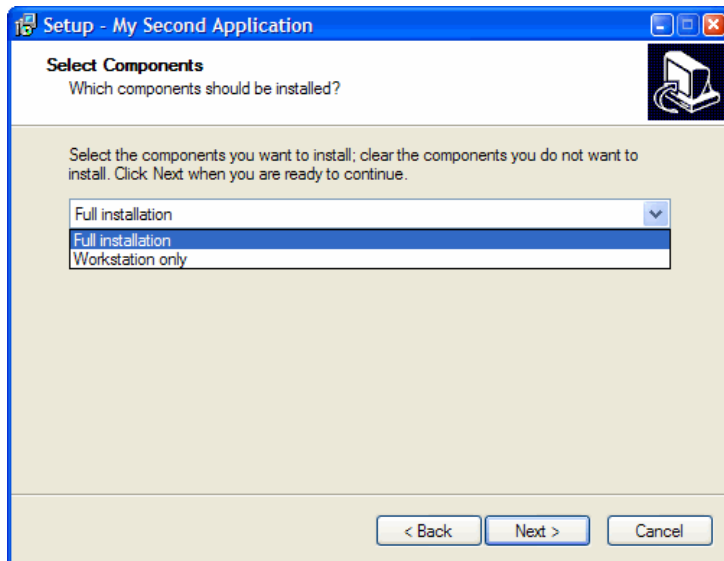 Setup - My Second Application
Select Components
Which components should be installed?
Select the components you want to install; clear the components you do not want to
install. Click Next when you are ready to continue.
Full installation
Full installation
Workstation only
< Back
Next >
Cancel